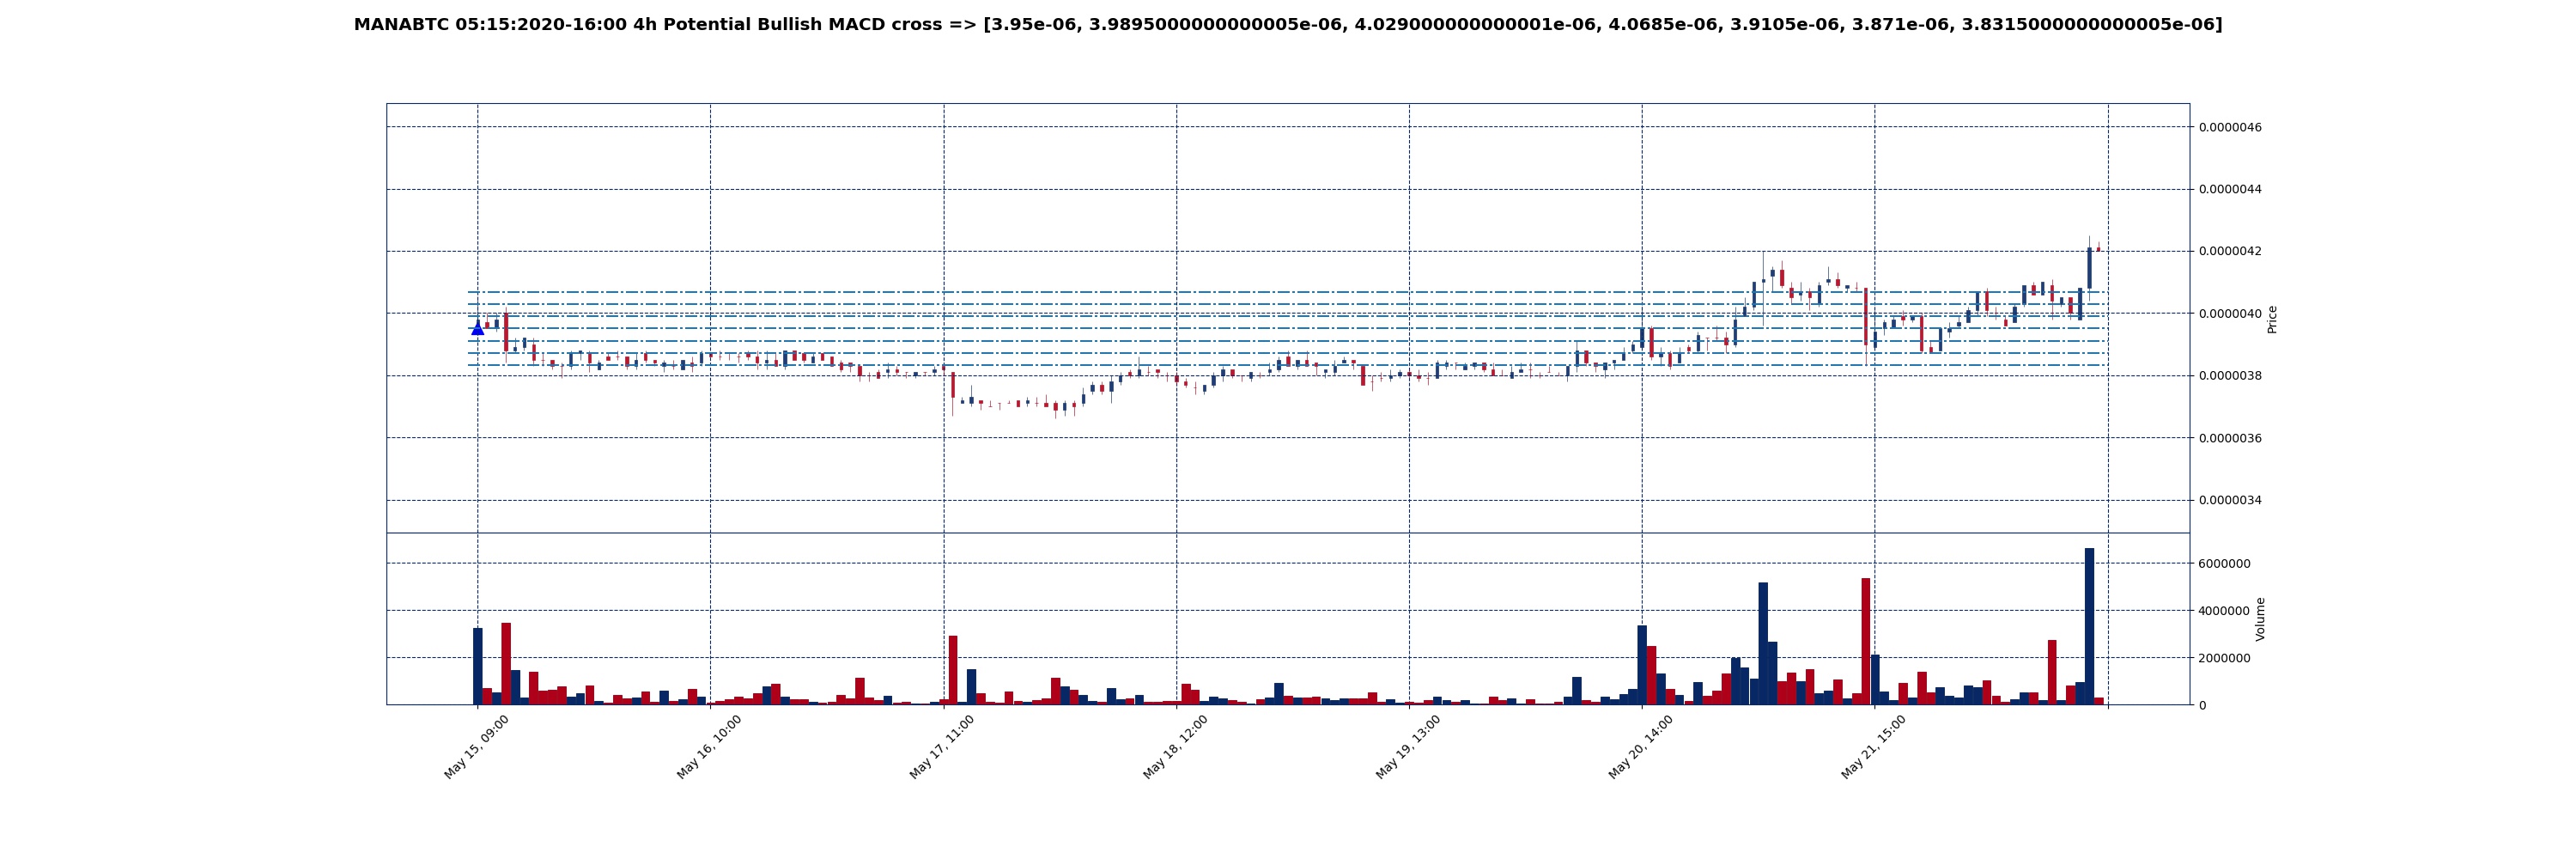 MANABTC 05:15:2020-16:00 4h Potential Bullish MACD cross => [3.95e-06, 3.9895000000000005e-06, 4.029000000000001e-06, 4.0685e-06, 3.9105e-06, 3.871e-06, 3.8315000000000005e-06]
0.0000046
0.0000044
0.0000042
0.0000040
0.0000038
0.0000036
0.0000034
Price
6000000
4000000
2000000
0
Volume
May 15, 09:00
May 16, 10:00
May 17, 11:00
May 18, 12:00
May 19, 13:00
May 20, 14:00
May 21, 15:00